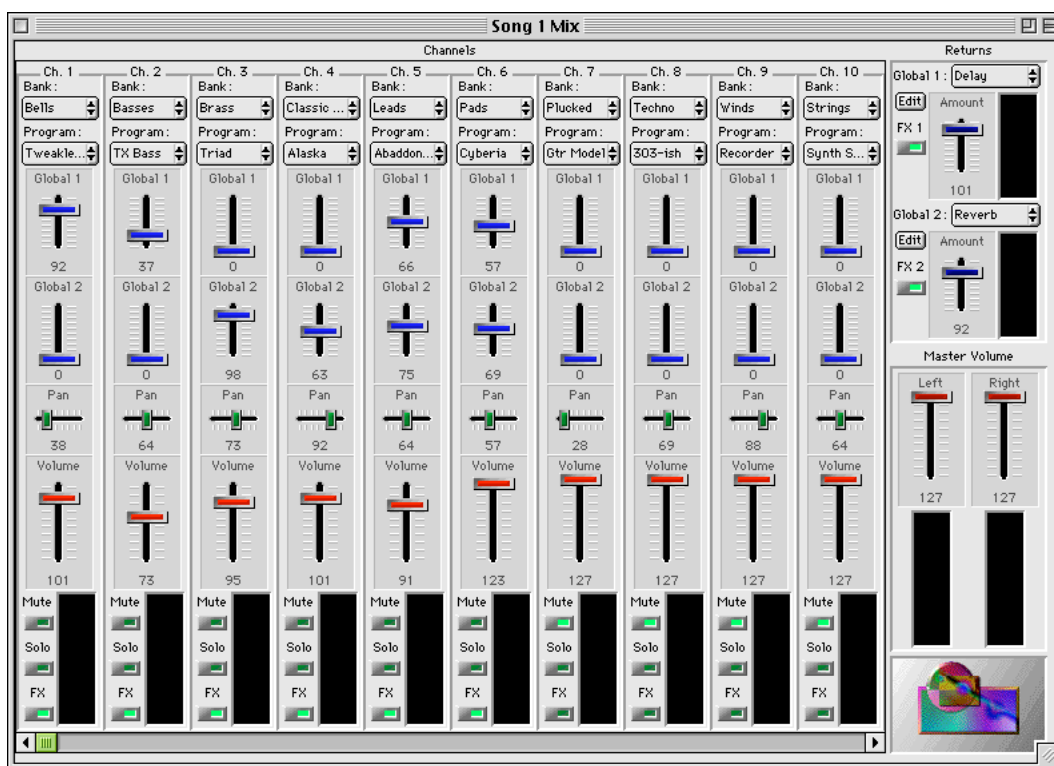 Song 1 Mix
Channels
Returns
Ch. 1 Ch. 2 Ch. 3 Ch. 4 Ch. 5 Ch. 6 Ch. 7 Ch. 8 Ch. 9 Ch. 10
Bank: Bank: Bank: Bank: Bank: Bank: Bank: Bank: Bank: Bank:
Bells Basses Brass Classic ... Leads Pads Plucked Techno Winds Strings
Program: Program: Program: Program: Program: Program: Program: Program: Program: Program:
Tweakle... TX Bass Triad Alaska Abaddon... Cyberia Gtr Model 303-ish Recorder Synth S...
Global 1 Global 1 Global 1 Global 1 Global 1 Global 1 Global 1 Global 1 Global 1 Global 1
92 37 0 0 66 57 0 0 0 0
Global 2 Global 2 Global 2 Global 2 Global 2 Global 2 Global 2 Global 2 Global 2 Global 2
0 0 98 63 75 69 0 0 0 0
Pan Pan Pan Pan Pan Pan Pan Pan Pan Pan
38 64 73 92 64 57 28 69 88 64
Volume Volume Volume Volume Volume Volume Volume Volume Volume Volume
101 73 95 101 91 123 127 127 127 127
Mute Mute Mute Mute Mute Mute Mute Mute Mute Mute
Solo Solo Solo Solo Solo Solo Solo Solo Solo Solo
FX FX FX FX FX FX FX FX FX FX
Global 1: Delay
Edit Amount
FX 1
101
Global 2: Reverb
Edit Amount
FX 2
92
Master Volume
Left Right
127 127